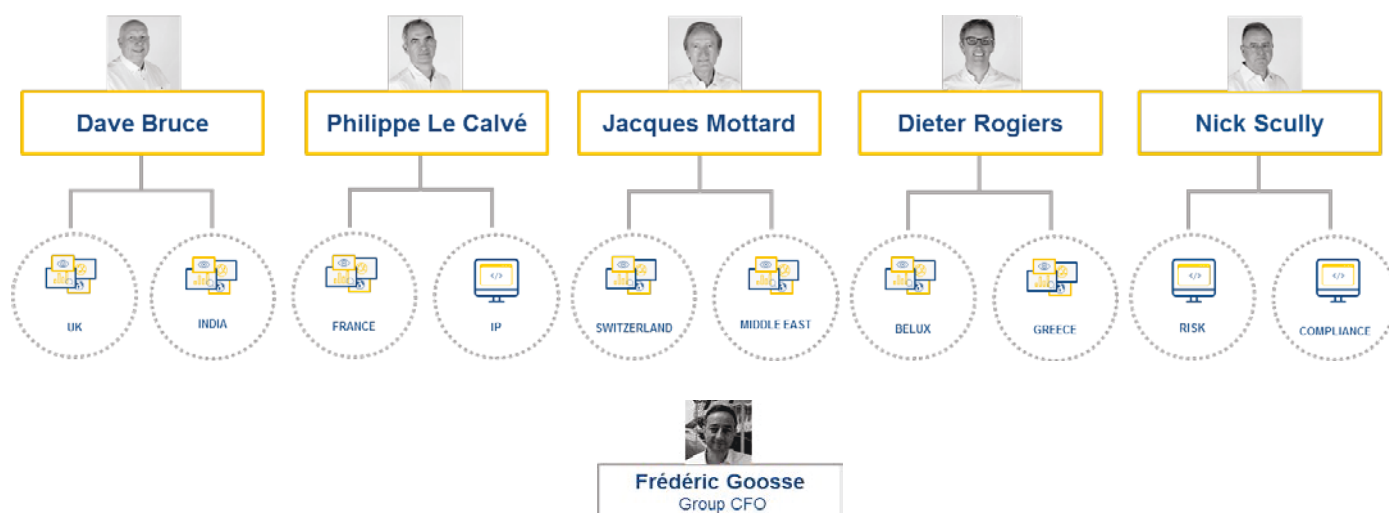 Dave Bruce
Philippe Le Calvé
Jacques Mottard
Dieter Rogiers
Nick Scully
UK
INDIA
FRANCE
IP
SWITZERLAND
MIDDLE EAST
BELUX
GREECE
RISK
COMPLIANCE
Frédéric Goosse
Group CFO